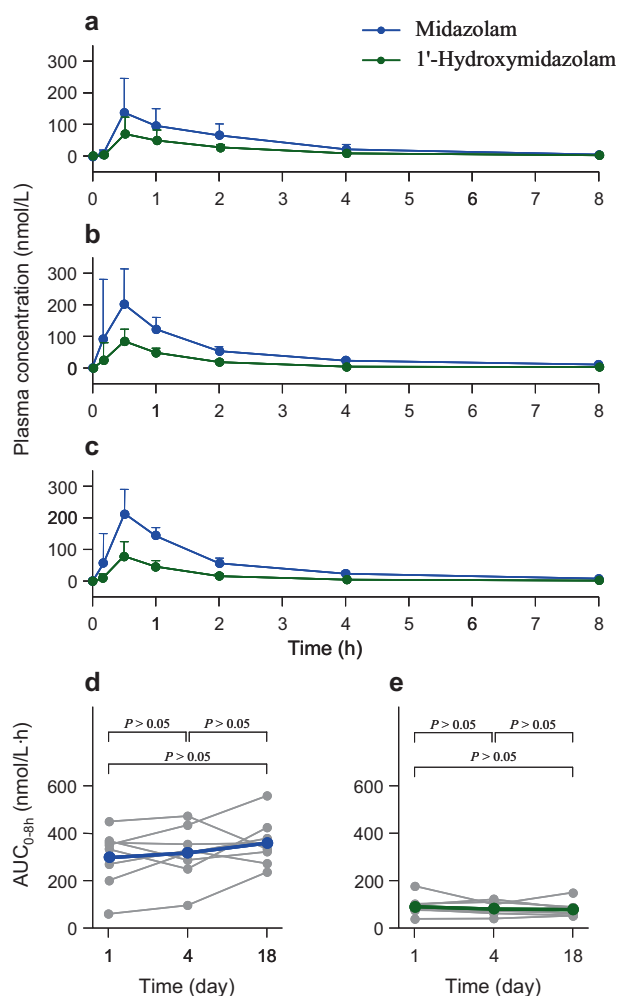 a
Midazolam
1'-Hydroxymidazolam
300
200
100
0
0 1 2 3 4 5 6 7 8
b
Plasma concentration (nmol/L)
300
200
100
0
0 1 2 3 4 5 6 7 8
c
300
200
100
0
0 1 2 3 4 5 6 7 8
Time (h)
d
P > 0.05 P > 0.05
P > 0.05
AUC0-8h (nmol/L·h)
600
400
200
0
1 4 18
Time (day)
e
P > 0.05 P > 0.05
P > 0.05
600
400
200
0
1 4 18
Time (day)